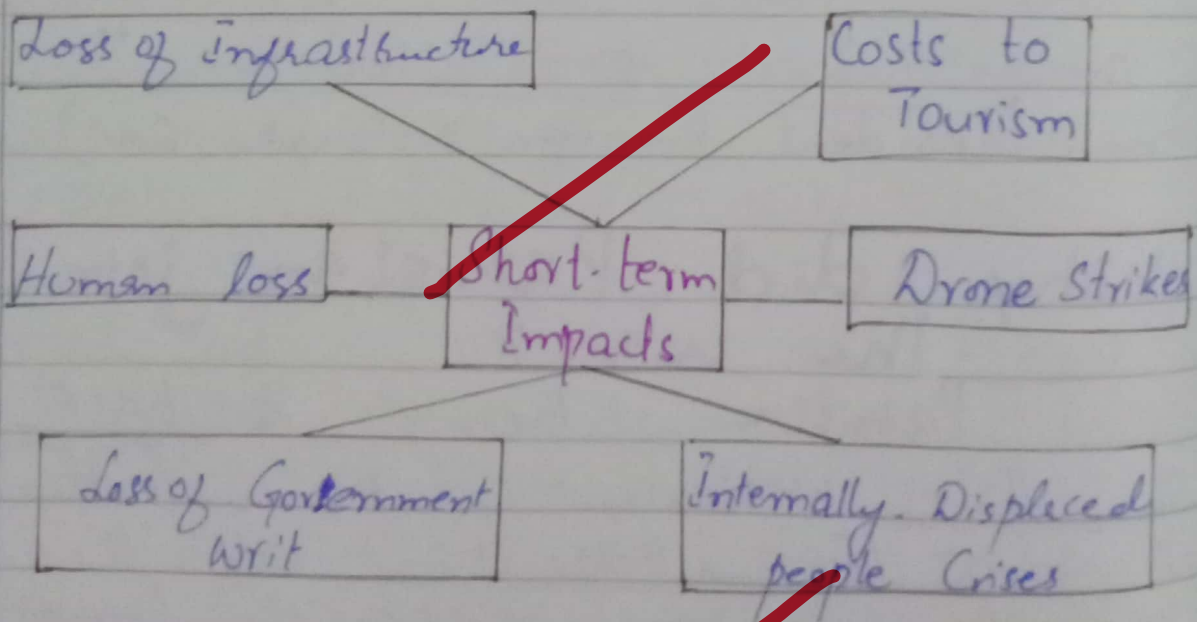 Loss of Infrastructure
Costs to
Tourism
Human loss
Short-term
Impacts
Drone Strikes
Loss of Government
writ
Internally-Displaced
people Crises